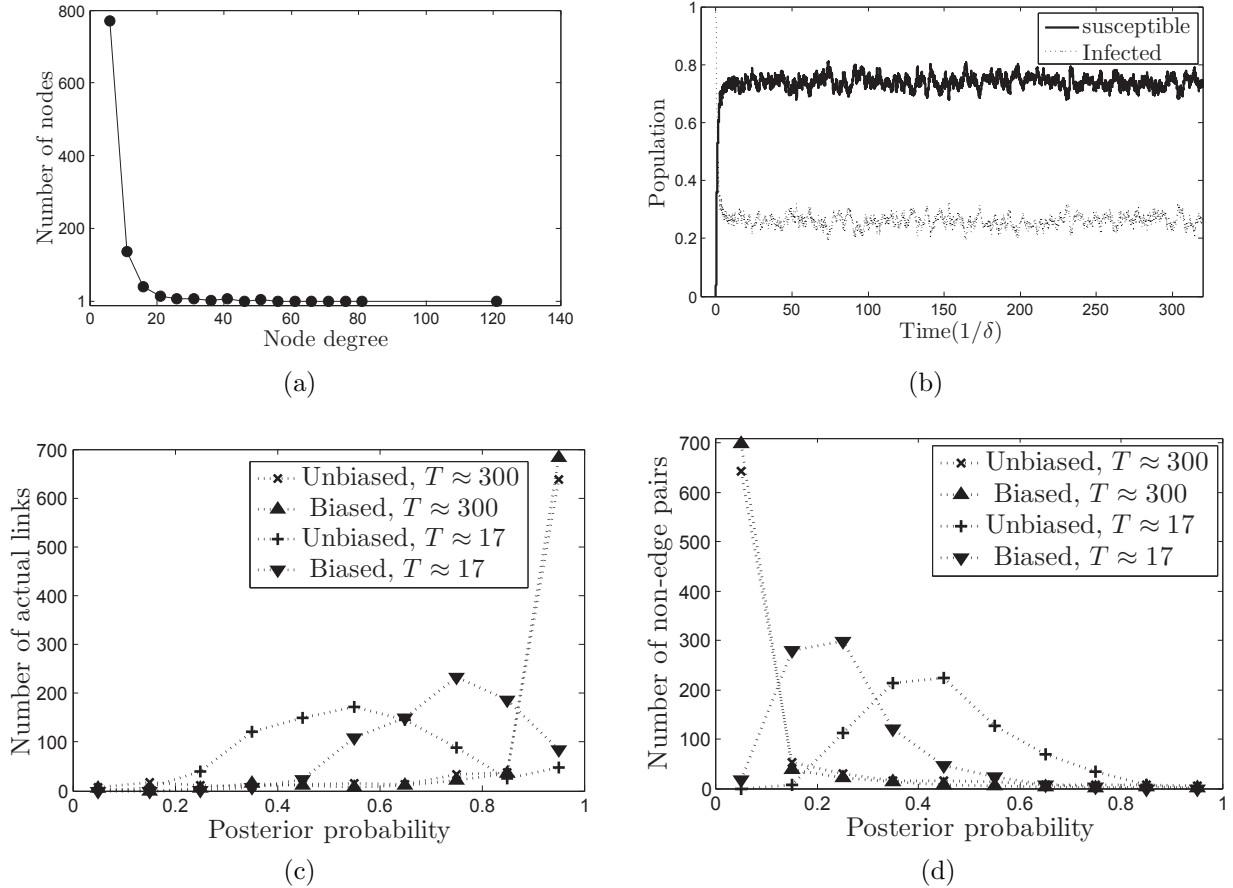 800
600
400
200
1
Number of nodes
0 20 40 60 80 100 120 140
Node degree
(a)
1
0.8
0.6
0.4
0.2
0
Population
susceptible
Infected
0 50 100 150 200 250 300
Time(1/δ)
(b)
700
600
500
400
300
200
100
0
Number of actual links
Unbiased, T ≈ 300
Biased, T ≈ 300
Unbiased, T ≈ 17
Biased, T ≈ 17
0 0.2 0.4 0.6 0.8 1
Posterior probability
(c)
700
600
500
400
300
200
100
0
Number of non-edge pairs
Unbiased, T ≈ 300
Biased, T ≈ 300
Unbiased, T ≈ 17
Biased, T ≈ 17
0 0.2 0.4 0.6 0.8 1
Posterior probability
(d)